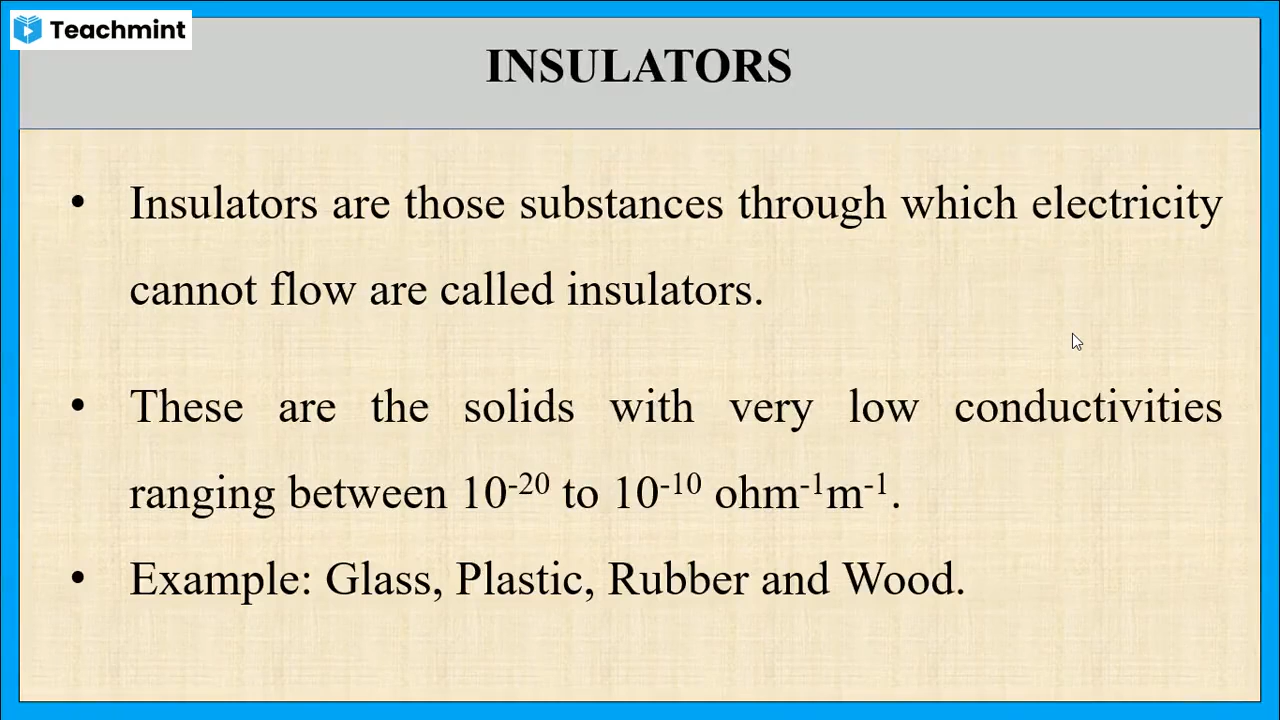 Teachmint
INSULATORS
• Insulators are those substances through which electricity
cannot flow are called insulators.
• These are the solids with very low conductivities
ranging between 10⁻²⁰ to 10⁻¹⁰ ohm⁻¹m⁻¹.
• Example: Glass, Plastic, Rubber and Wood.